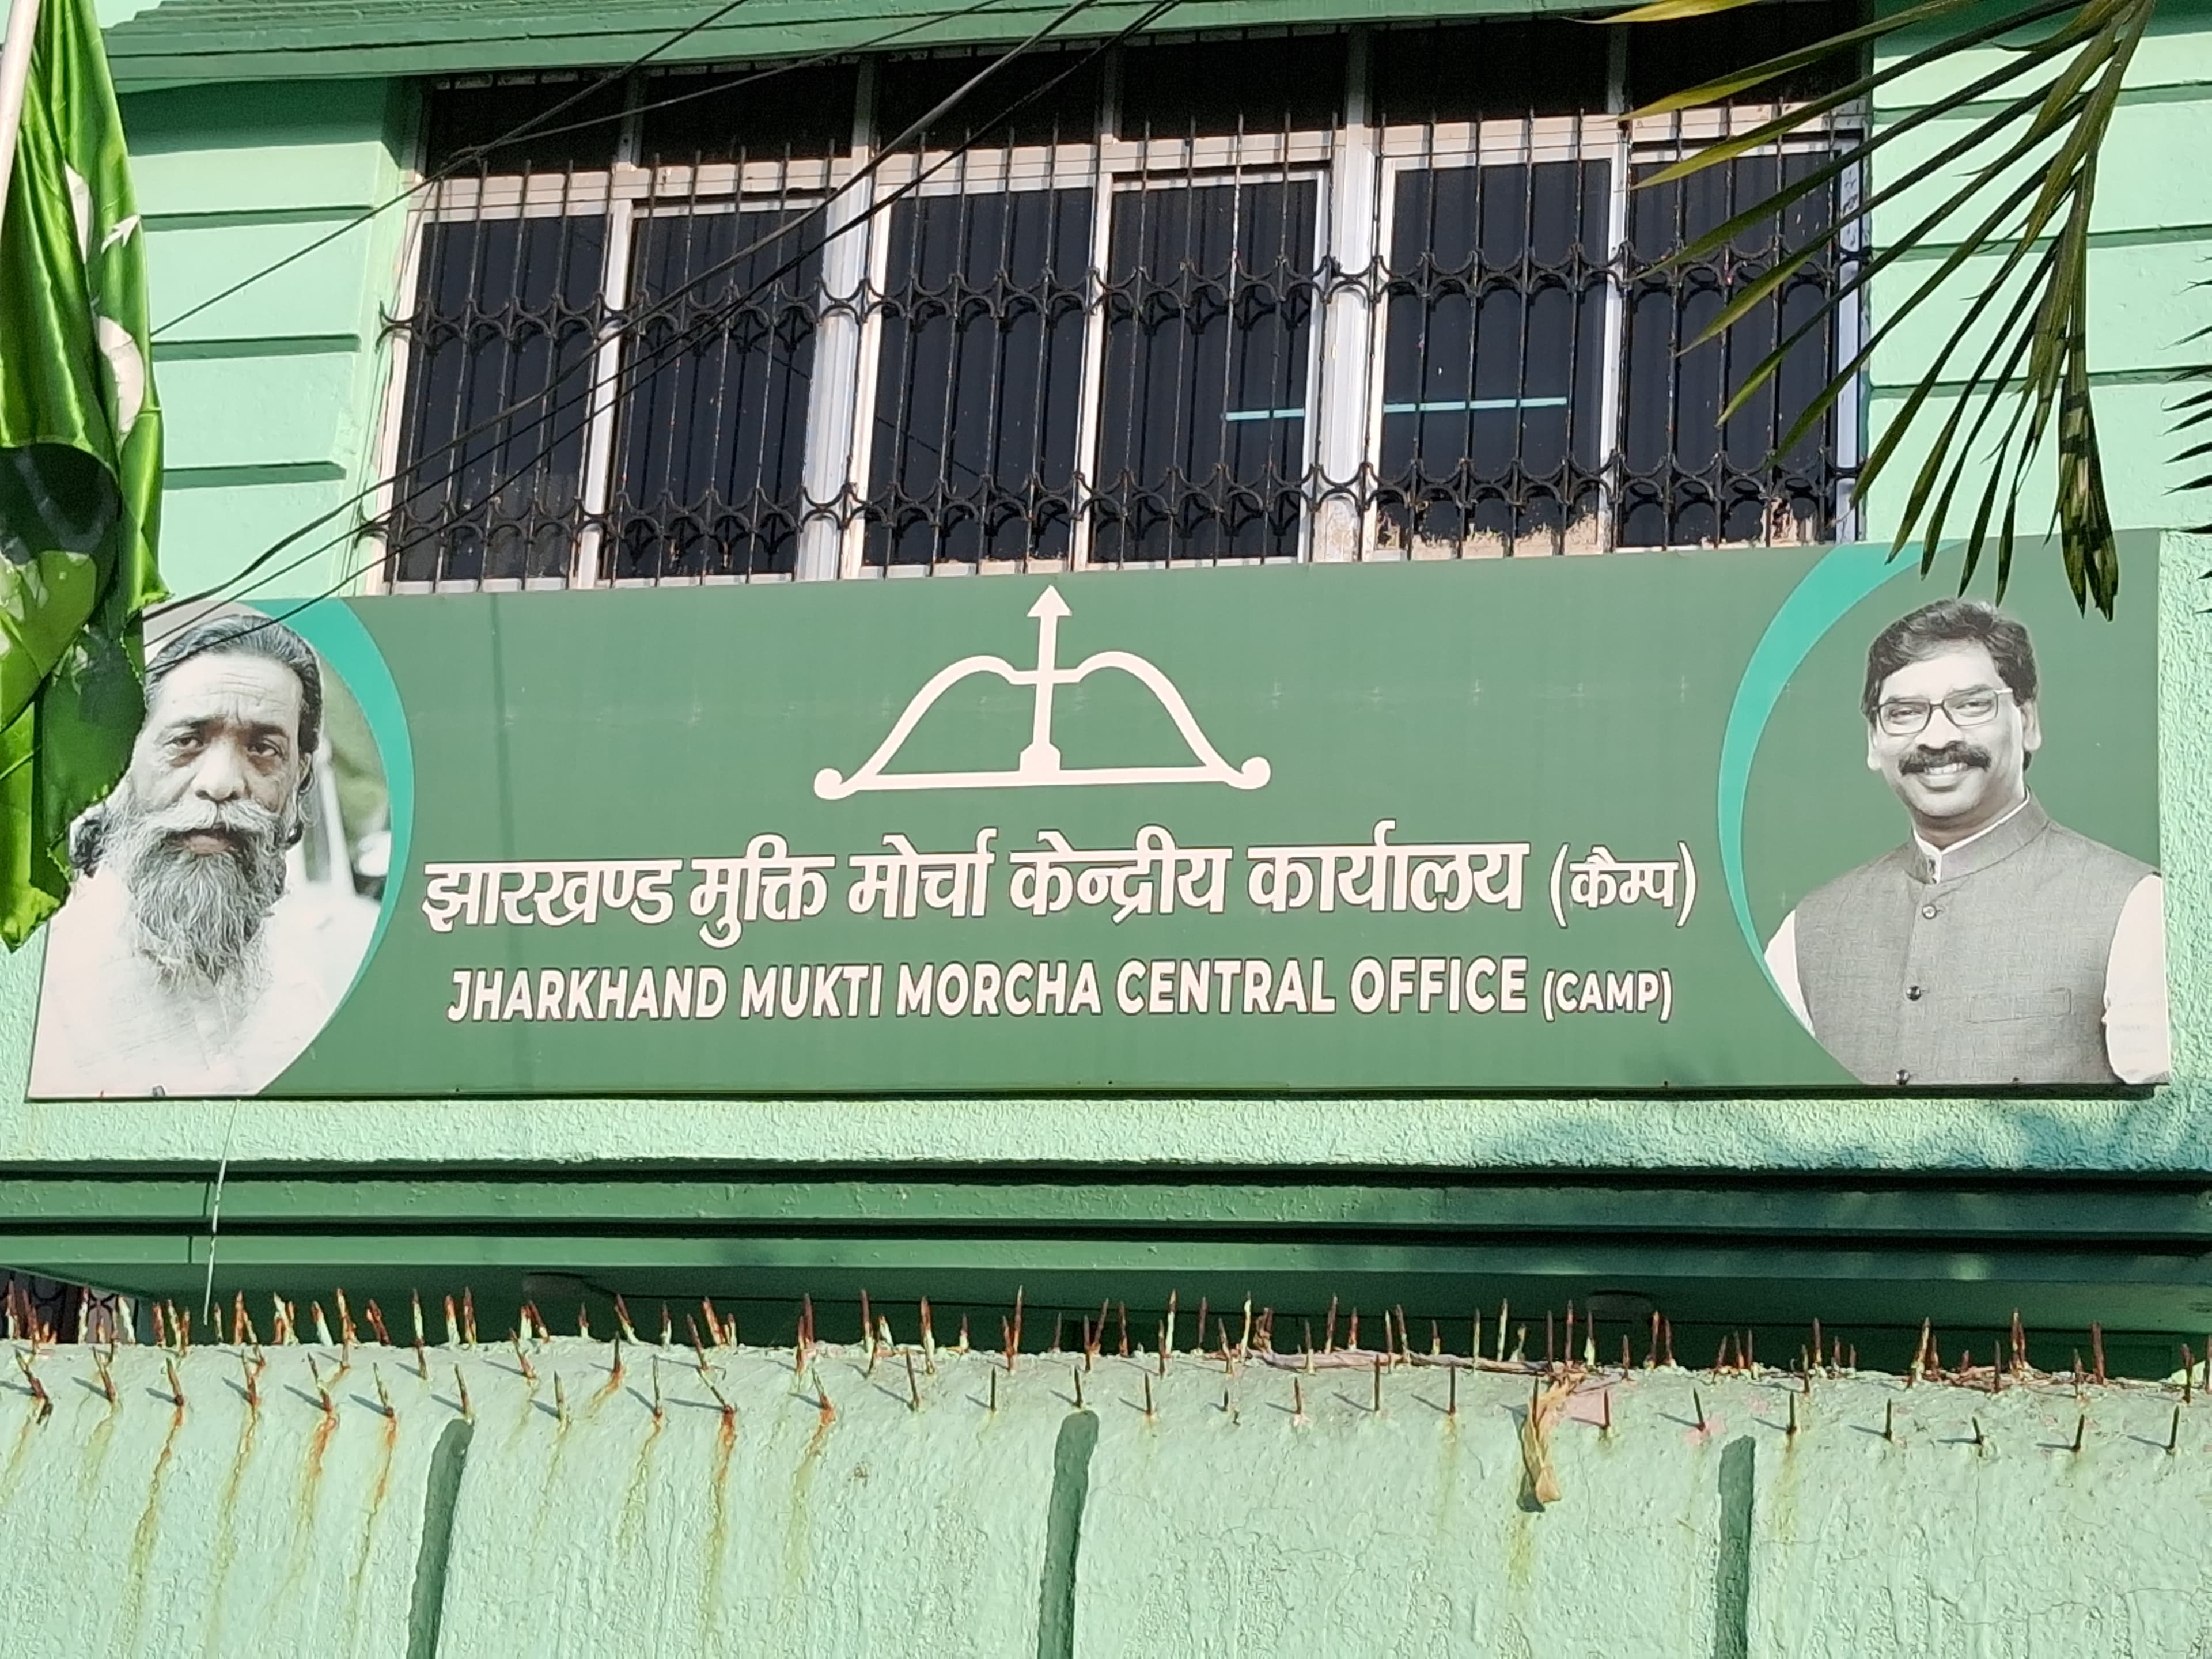 झारखण्ड मुक्ति मोर्चा केन्द्रीय कार्यालय (कैम्प)
JHARKHAND MUKTI MORCHA CENTRAL OFFICE (CAMP)